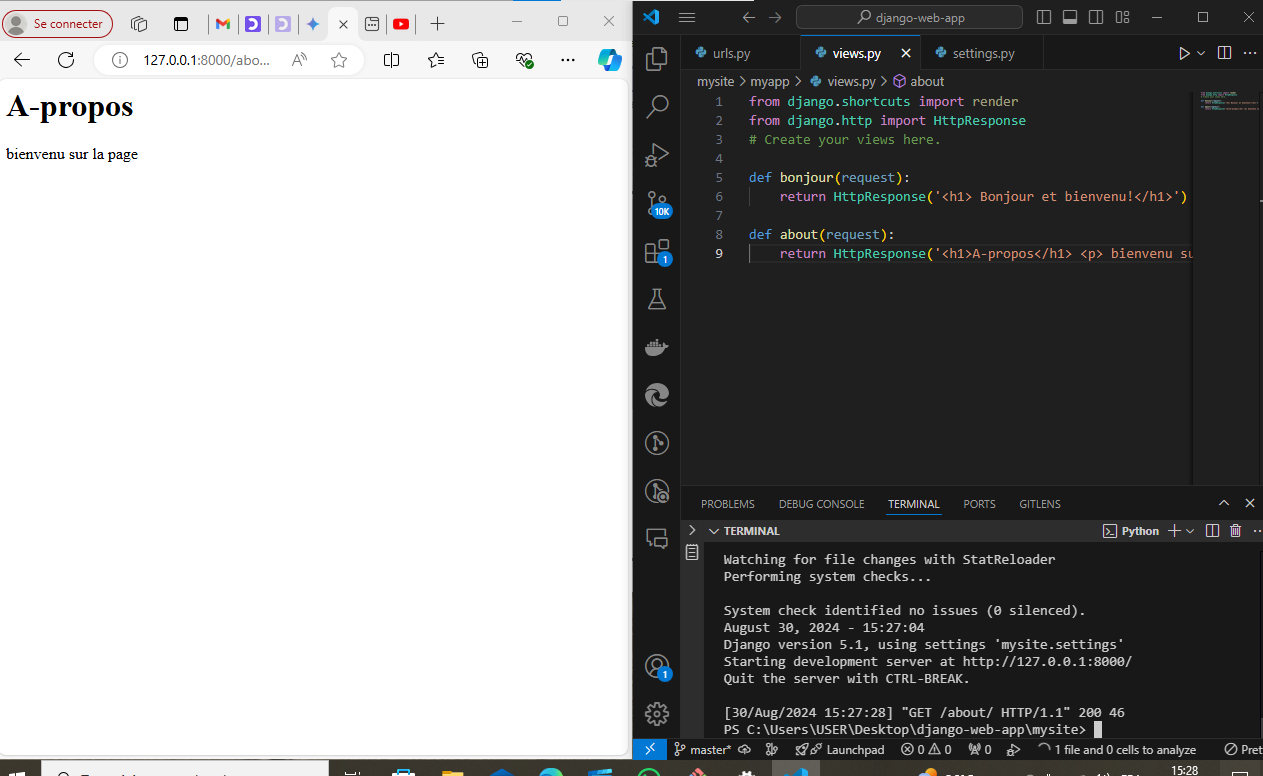 Se connecter
127.0.0.1:8000/abo...
A-propos
bienvenu sur la page
django-web-app
urls.py
views.py
settings.py
mysite > myapp > views.py > about
1 from django.shortcuts import render
2 from django.http import HttpResponse
3 # Create your views here.
4
5 def bonjour(request):
6 return HttpResponse('<h1> Bonjour et bienvenu!</h1>')
7
8 def about(request):
9 return HttpResponse('<h1>A-propos</h1> <p> bienvenu su
10K
1
PROBLEMS DEBUG CONSOLE TERMINAL PORTS GITLENS
TERMINAL
Python
Watching for file changes with StatReloader
Performing system checks...
System check identified no issues (0 silenced).
August 30, 2024 - 15:27:04
Django version 5.1, using settings 'mysite.settings'
Starting development server at http://127.0.0.1:8000/
Quit the server with CTRL-BREAK.
[30/Aug/2024 15:27:28] "GET /about/ HTTP/1.1" 200 46
PS C:\Users\USER\Desktop\django-web-app\mysite>
1
master* Launchpad 0 0 0 1 file and 0 cells to analyze Pret
15:28